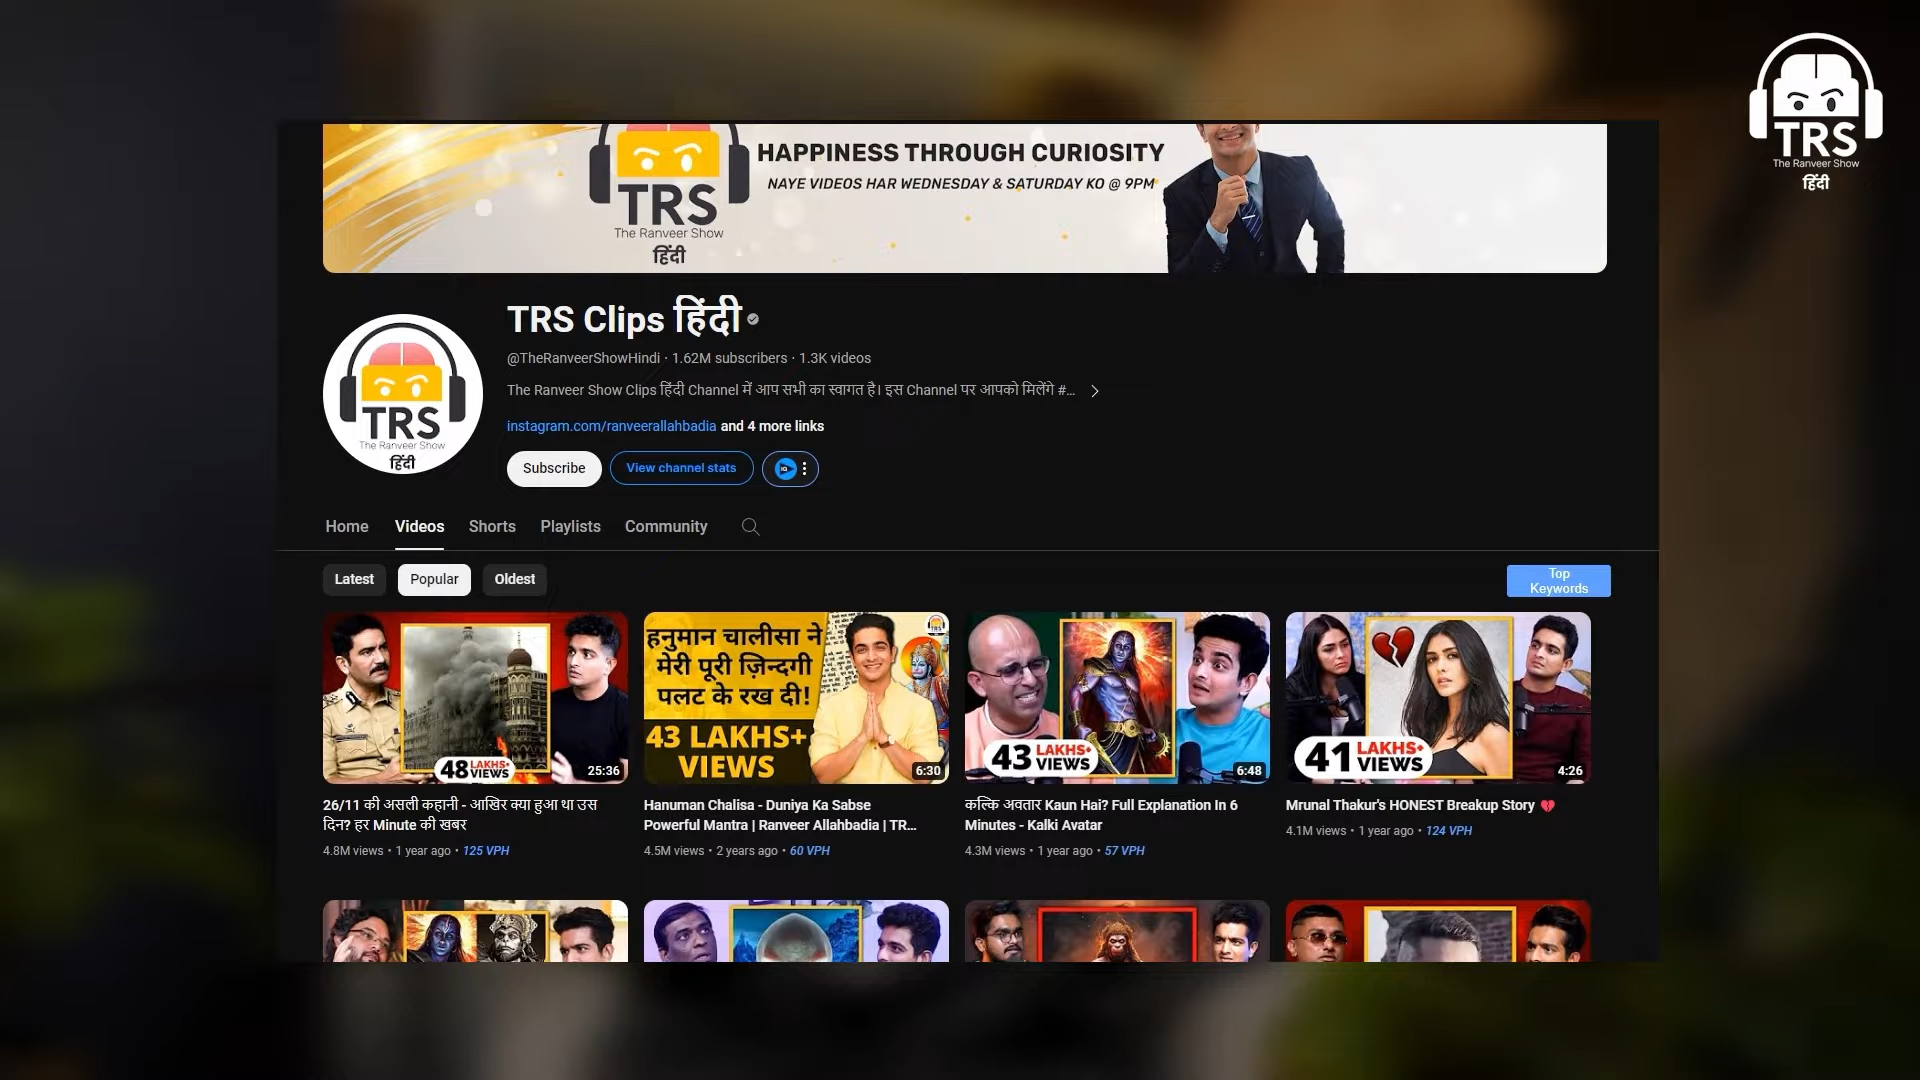 TRS
The Ranveer Show
हिंदी
TRS
The Ranveer Show
हिंदी
HAPPINESS THROUGH CURIOSITY
NAYE VIDEOS HAR WEDNESDAY & SATURDAY KO @ 9PM
TRS
The Ranveer Show
हिंदी
TRS Clips हिंदी
@TheRanveerShowHindi · 1.62M subscribers · 1.3K videos
The Ranveer Show Clips हिंदी Channel में आप सभी का स्वागत है। इस Channel पर आपको मिलेंगे #...
instagram.com/ranveerallahbadia and 4 more links
Subscribe
View channel stats
IQ
Home
Videos
Shorts
Playlists
Community
Latest
Popular
Oldest
Top
Keywords
48 LAKHS+
VIEWS
25:36
26/11 की असली कहानी - आखिर क्या हुआ था उस
दिन? हर Minute की खबर
4.8M views • 1 year ago • 125 VPH
हनुमान चालीसा ने
मेरी पूरी ज़िन्दगी
पलट के रख दी!
43 LAKHS+
VIEWS
6:30
Hanuman Chalisa - Duniya Ka Sabse
Powerful Mantra | Ranveer Allahbadia | TR...
4.5M views • 2 years ago • 60 VPH
43 LAKHS+
VIEWS
6:48
कल्कि अवतार Kaun Hai? Full Explanation In 6
Minutes - Kalki Avatar
4.3M views • 1 year ago • 57 VPH
41 LAKHS+
VIEWS
4:26
Mrunal Thakur's HONEST Breakup Story 💔
4.1M views • 1 year ago • 124 VPH